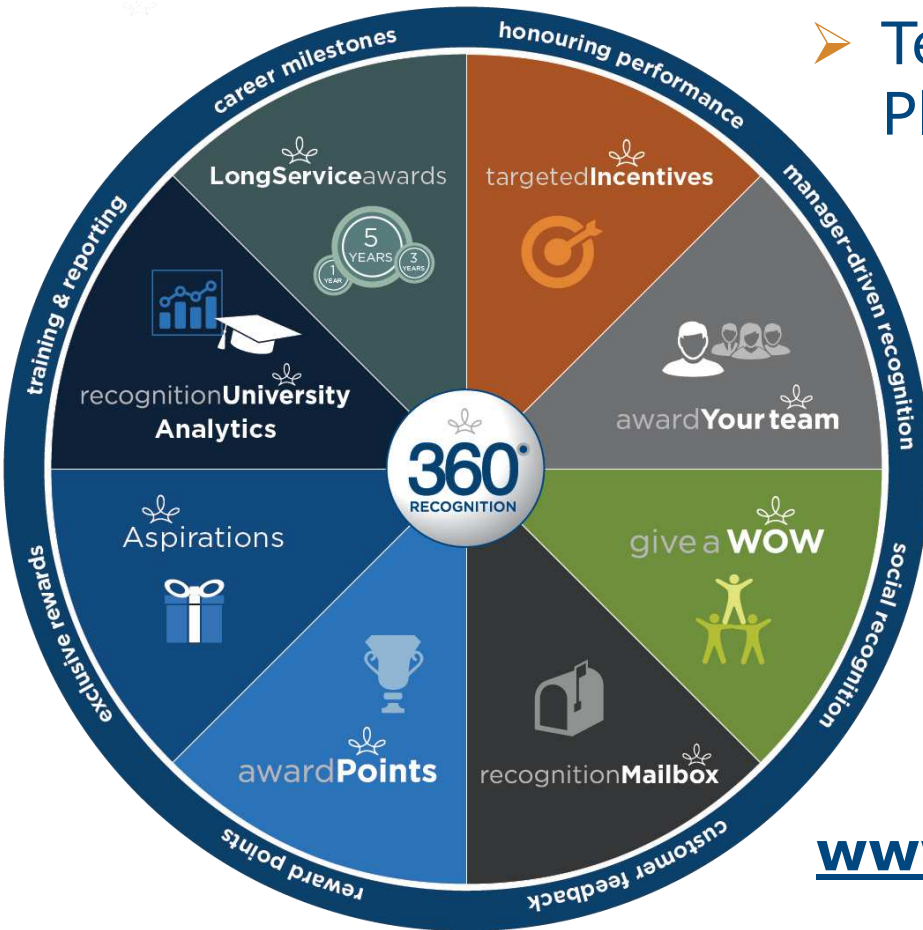 career milestones
honouring performance
manager-driven recognition
social recognition
customer feedback
reward points
exclusive rewards
training & reporting
LongServiceawards
5
YEARS
1
YEAR
3
YEARS
targetedIncentives
awardYourteam
give a WOW
recognitionMailbox
awardPoints
Aspirations
recognitionUniversity
Analytics
360°
RECOGNITION